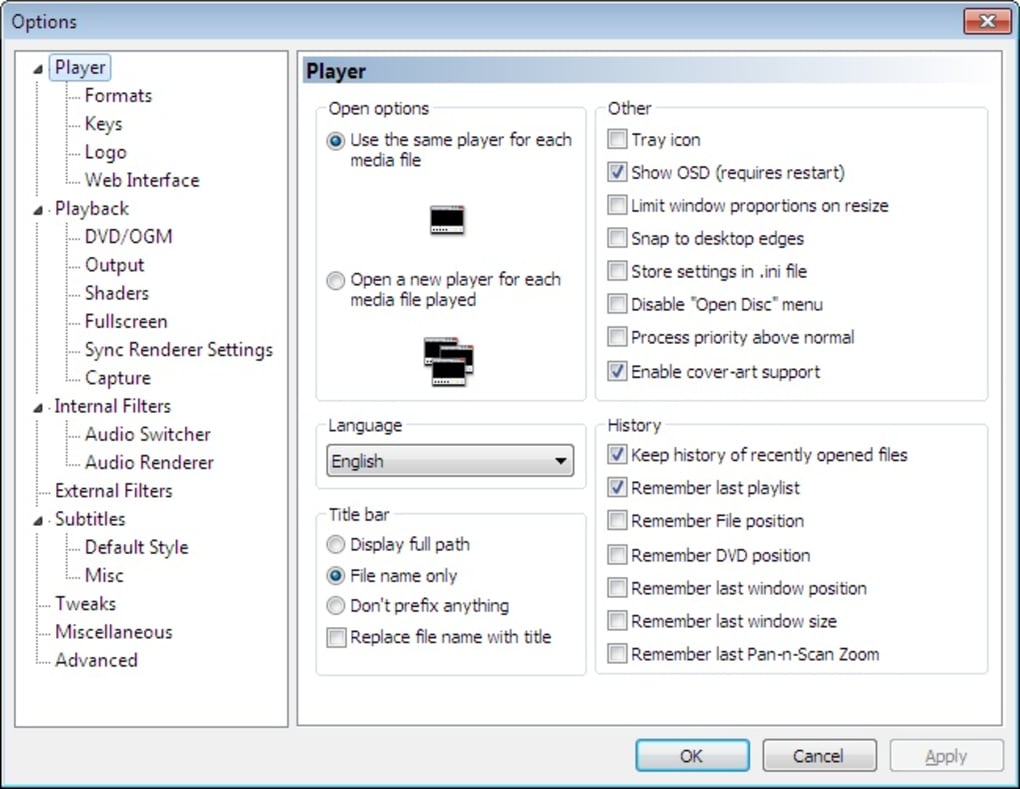 Options
Player
Formats
Keys
Logo
Web Interface
Playback
DVD/OGM
Output
Shaders
Fullscreen
Sync Renderer Settings
Capture
Internal Filters
Audio Switcher
Audio Renderer
External Filters
Subtitles
Default Style
Misc
Tweaks
Miscellaneous
Advanced
Player
Open options
Use the same player for each
media file
Open a new player for each
media file played
Language
English
Title bar
Display full path
File name only
Don't prefix anything
Replace file name with title
Other
Tray icon
Show OSD (requires restart)
Limit window proportions on resize
Snap to desktop edges
Store settings in .ini file
Disable "Open Disc" menu
Process priority above normal
Enable cover-art support
History
Keep history of recently opened files
Remember last playlist
Remember File position
Remember DVD position
Remember last window position
Remember last window size
Remember last Pan-n-Scan Zoom
OK
Cancel
Apply